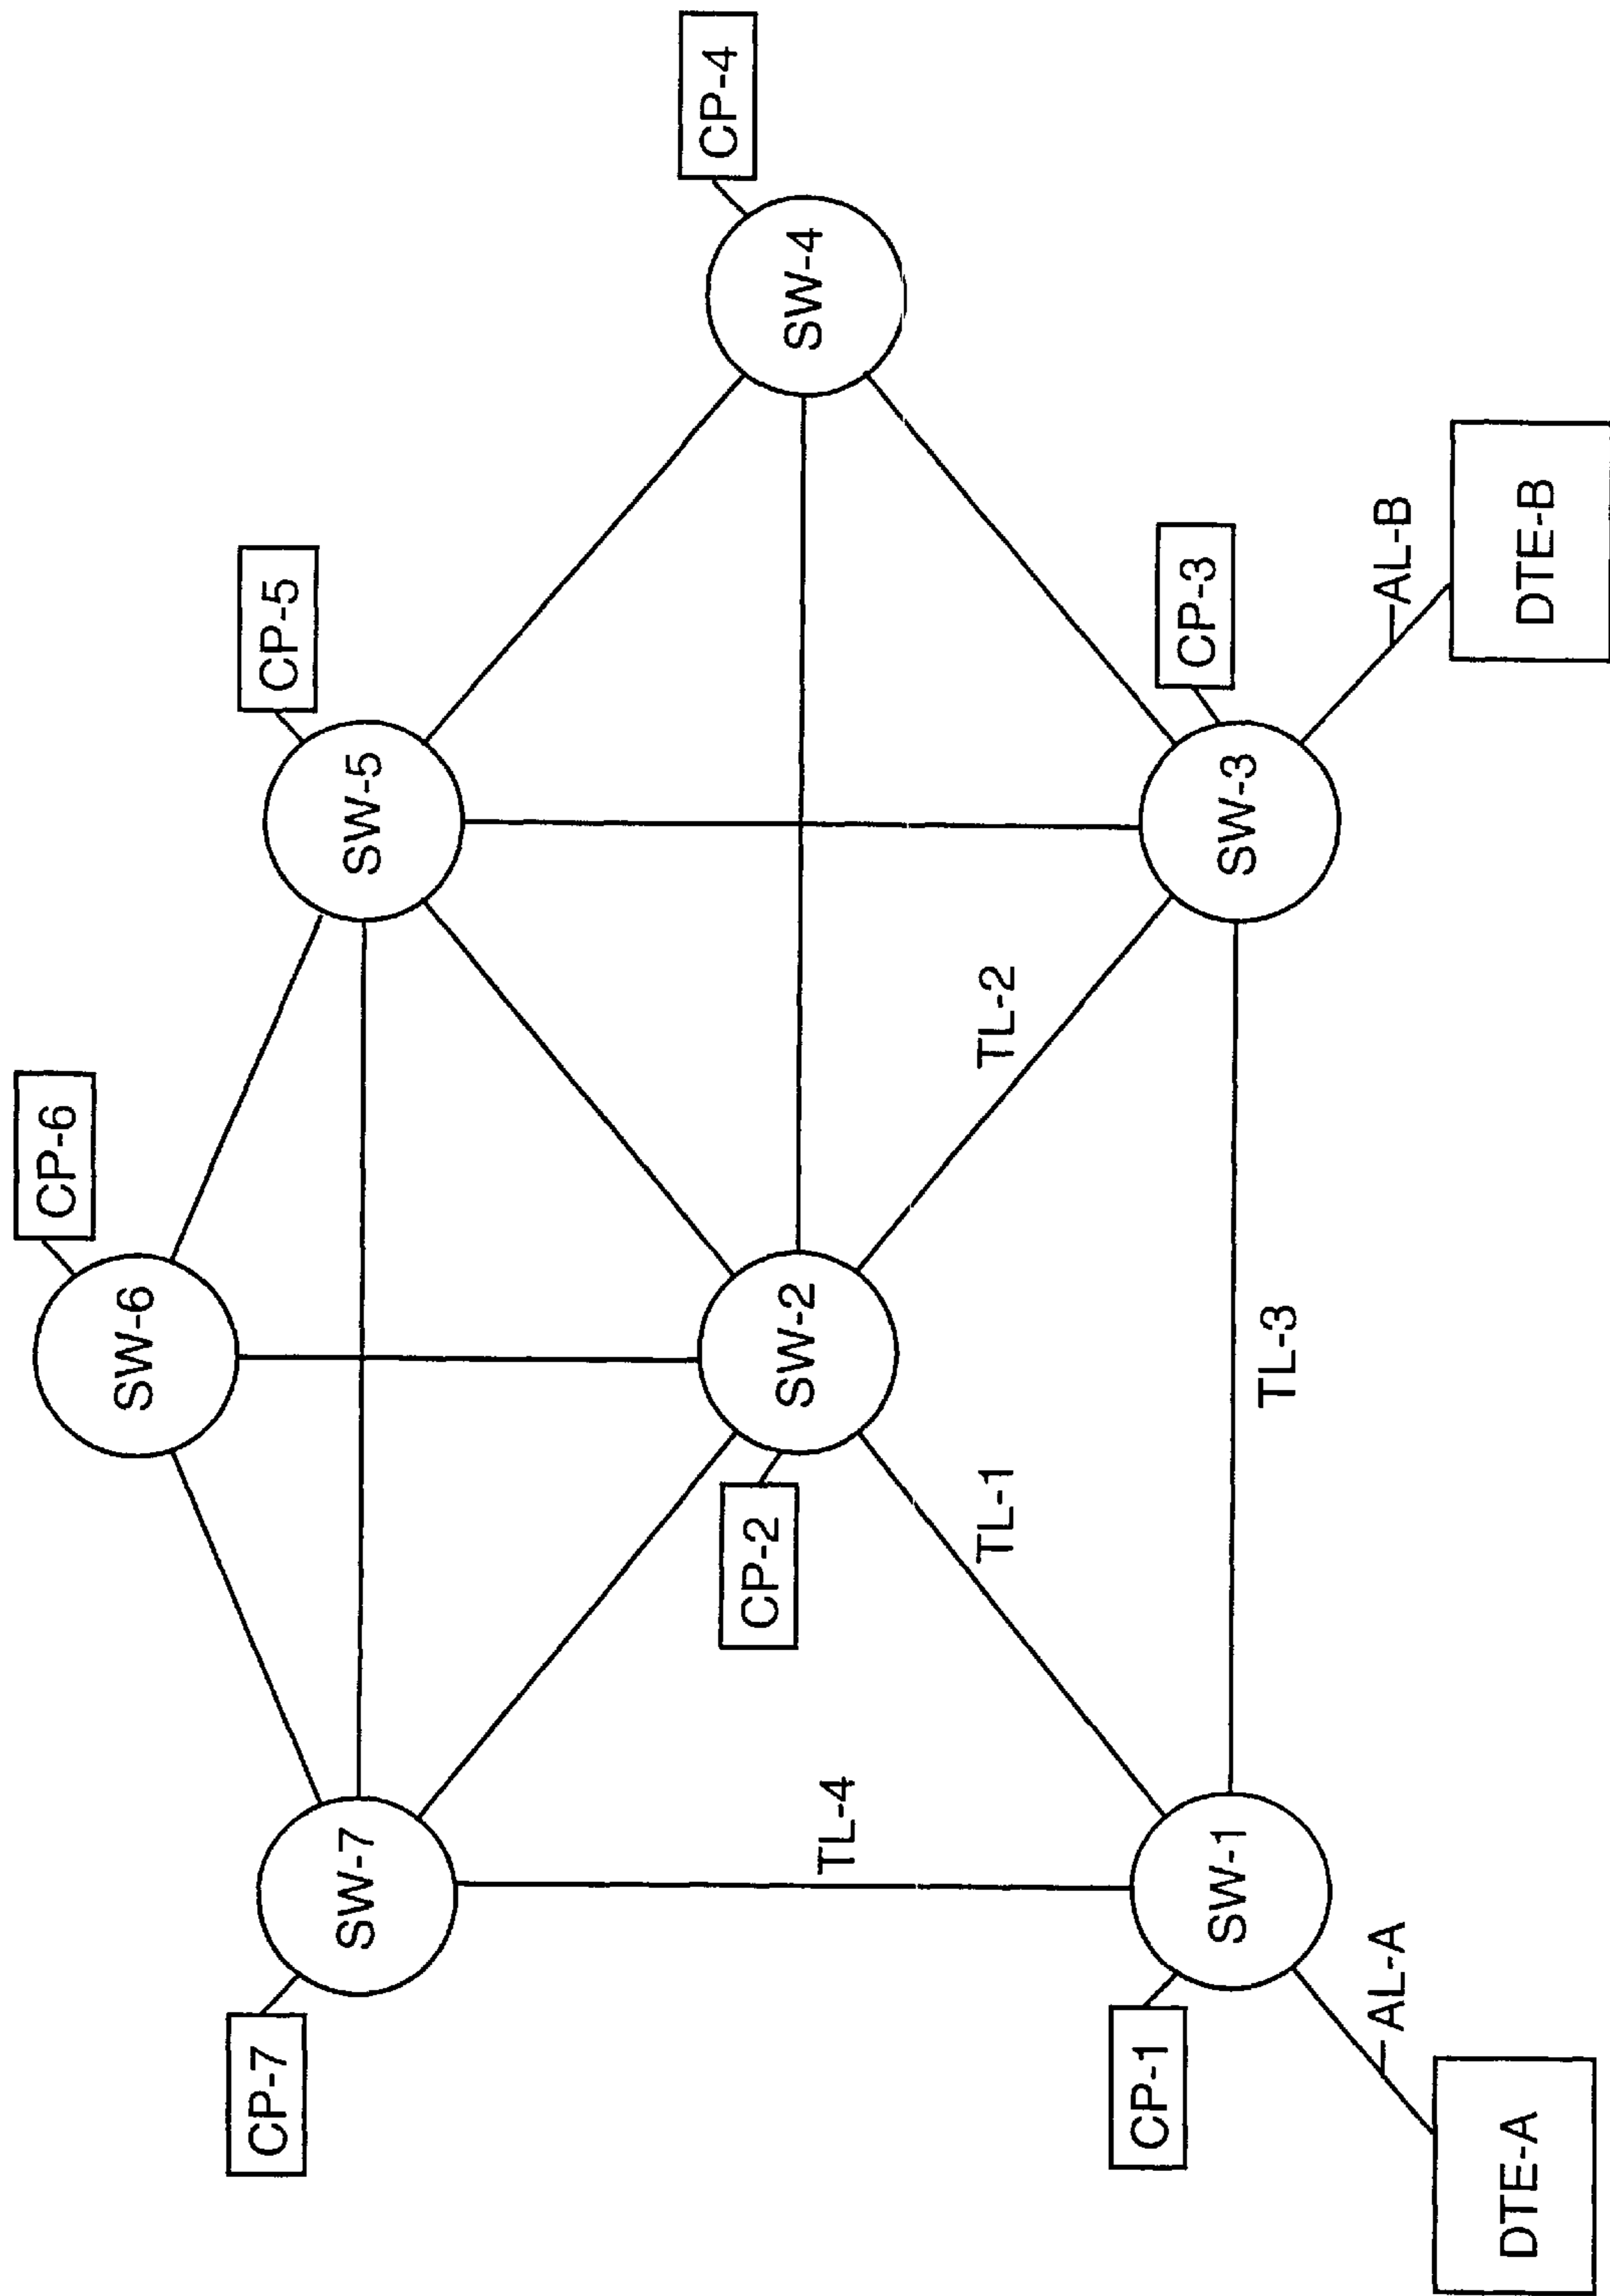 CP-6
SW-6
CP-7
SW-7
CP-5
SW-5
TL-4
CP-2
SW-2
CP-4
SW-4
TL-1
TL-2
CP-1
SW-1
TL-3
CP-3
SW-3
AL-A
AL-B
DTE-A
DTE-B